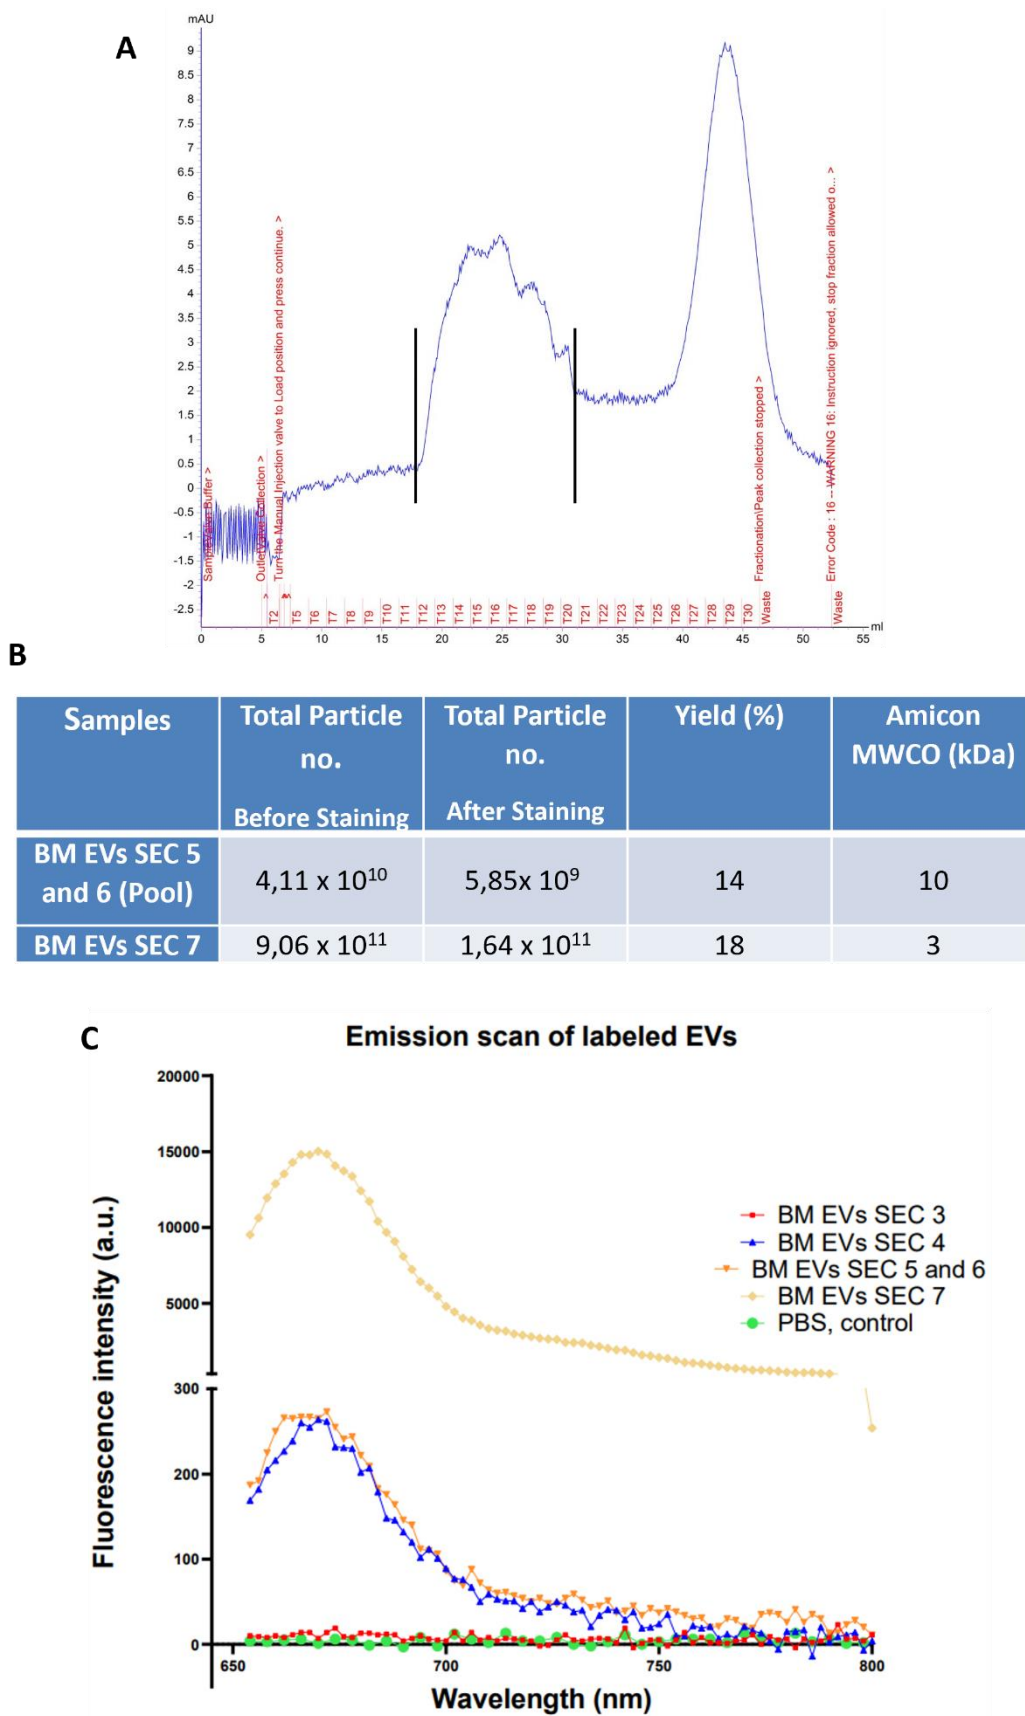 A
mAU
9
8.5
8
7.5
7
6.5
6
5.5
5
4.5
4
3.5
3
2.5
2
1.5
1
0.5
0
-0.5
-1
-1.5
-2
-2.5
SampleValve Buffer >
OutletValve Collection >
Turn the Manual Injection valve to Load position and press continue. >
Fractionation\Peak collection stopped >
Error Code : 16 -- WARNING 16: Instruction ignored, stop fraction allowed o... >
T2 T5 T6 T7 T8 T9 T10 T11 T12 T13 T14 T15 T16 T17 T18 T19 T20 T21 T22 T23 T24 T25 T26 T27 T28 T29 T30 Waste Waste
0 5 10 15 20 25 30 35 40 45 50 55 ml
B
Samples Total Particle no. Before Staining Total Particle no. After Staining Yield (%) Amicon MWCO (kDa)
BM EVs SEC 5 and 6 (Pool) 4,11 x 10¹⁰ 5,85x 10⁹ 14 10
BM EVs SEC 7 9,06 x 10¹¹ 1,64 x 10¹¹ 18 3
C
Emission scan of labeled EVs
Fluorescence intensity (a.u.)
20000
15000
10000
5000
300
200
100
0
BM EVs SEC 3
BM EVs SEC 4
BM EVs SEC 5 and 6
BM EVs SEC 7
PBS, control
650 700 750 800
Wavelength (nm)